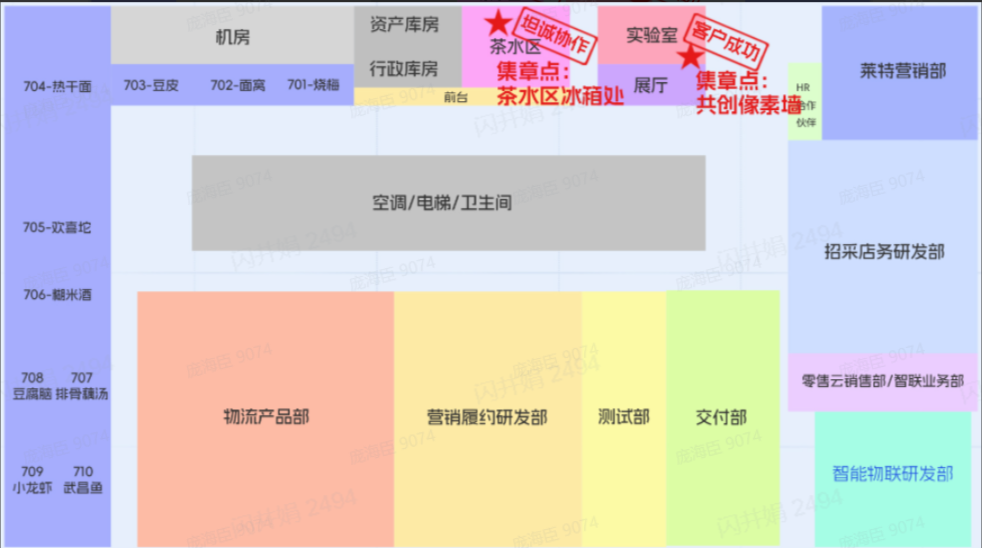 机房
资产库房
行政库房
茶水区
坦诚协作
集章点：
茶水区冰箱处
实验室
客户成功
展厅
集章点：
共创像素墙
莱特营销部
HR
合作
伙伴
704-热干面
703-豆皮
702-面窝
701-烧梅
前台
空调/电梯/卫生间
705-欢喜坨
706-糊米酒
招采店务研发部
708
豆腐脑
707
排骨藕汤
零售云销售部/智联业务部
物流产品部
营销履约研发部
测试部
交付部
709
小龙虾
710
武昌鱼
智能物联研发部
庞海臣 9074
闪井娟 2494